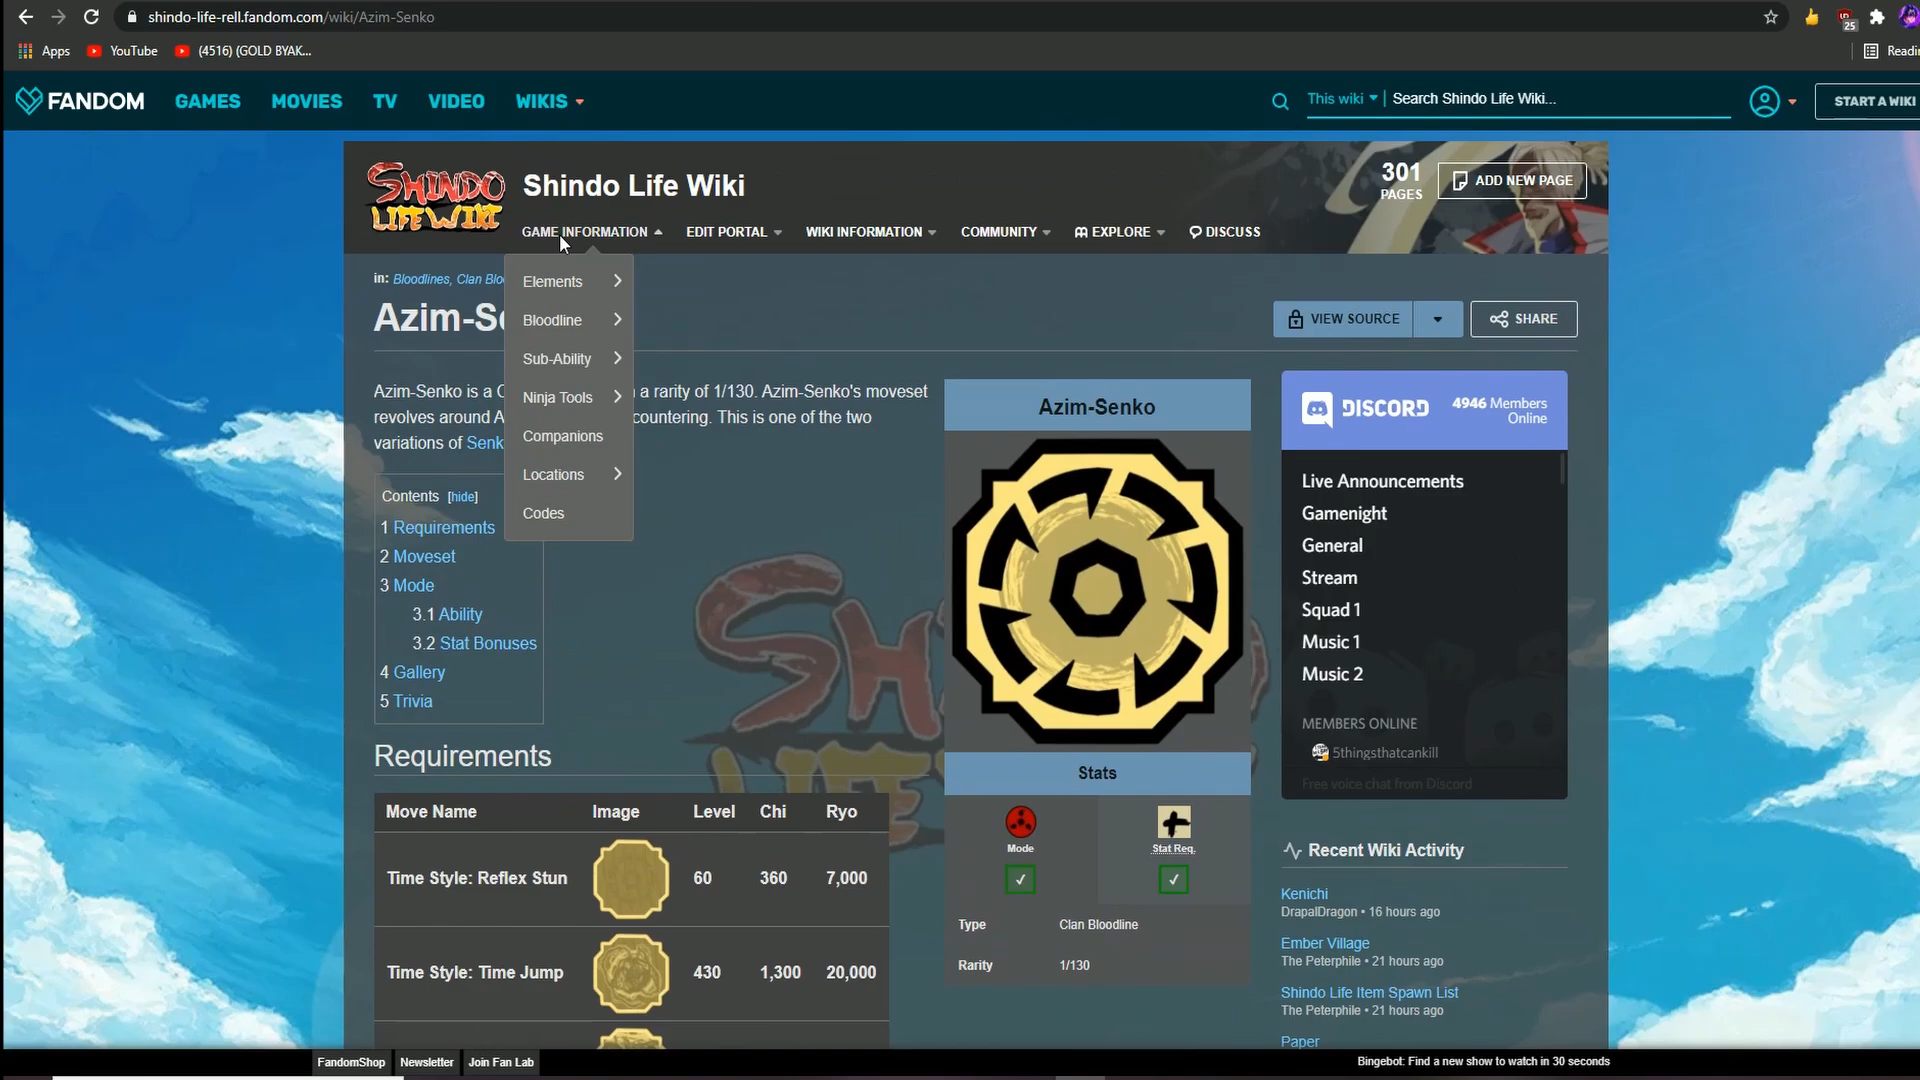 shindo-life-rell.fandom.com/wiki/Azim-Senko
25
Apps
YouTube
(4516) (GOLD BYAK...
FANDOM
GAMES
MOVIES
TV
VIDEO
WIKIS
This wiki
Search Shindo Life Wiki...
START A WIKI
SHINDO
LIFE WIKI
Shindo Life Wiki
301
PAGES
ADD NEW PAGE
GAME INFORMATION
EDIT PORTAL
WIKI INFORMATION
COMMUNITY
EXPLORE
DISCUSS
Elements
Bloodline
Sub-Ability
Ninja Tools
Companions
Locations
Codes
in: Bloodlines, Clan
VIEW SOURCE
SHARE
Azim-Senko is a
a rarity of 1/130. Azim-Senko's moveset
revolves around
countering. This is one of the two
variations of
Contents [hide]
1 Requirements
2 Moveset
3 Mode
3.1 Ability
3.2 Stat Bonuses
4 Gallery
5 Trivia
Requirements
Move Name Image Level Chi Ryo
Time Style: Reflex Stun 60 360 7,000
Time Style: Time Jump 430 1,300 20,000
Azim-Senko
Stats
Mode
Stat Req.
Type Clan Bloodline
Rarity 1/130
DISCORD
4946 Members
Online
Live Announcements
Gamenight
General
Stream
Squad 1
Music 1
Music 2
MEMBERS ONLINE
5thingsthatcankill
Free voice chat from Discord
Recent Wiki Activity
Kenichi
DrapalDragon • 16 hours ago
Ember Village
The Peterphile • 21 hours ago
Shindo Life Item Spawn List
The Peterphile • 21 hours ago
Paper
FandomShop
Newsletter
Join Fan Lab
Bingebot: Find a new show to watch in 30 seconds